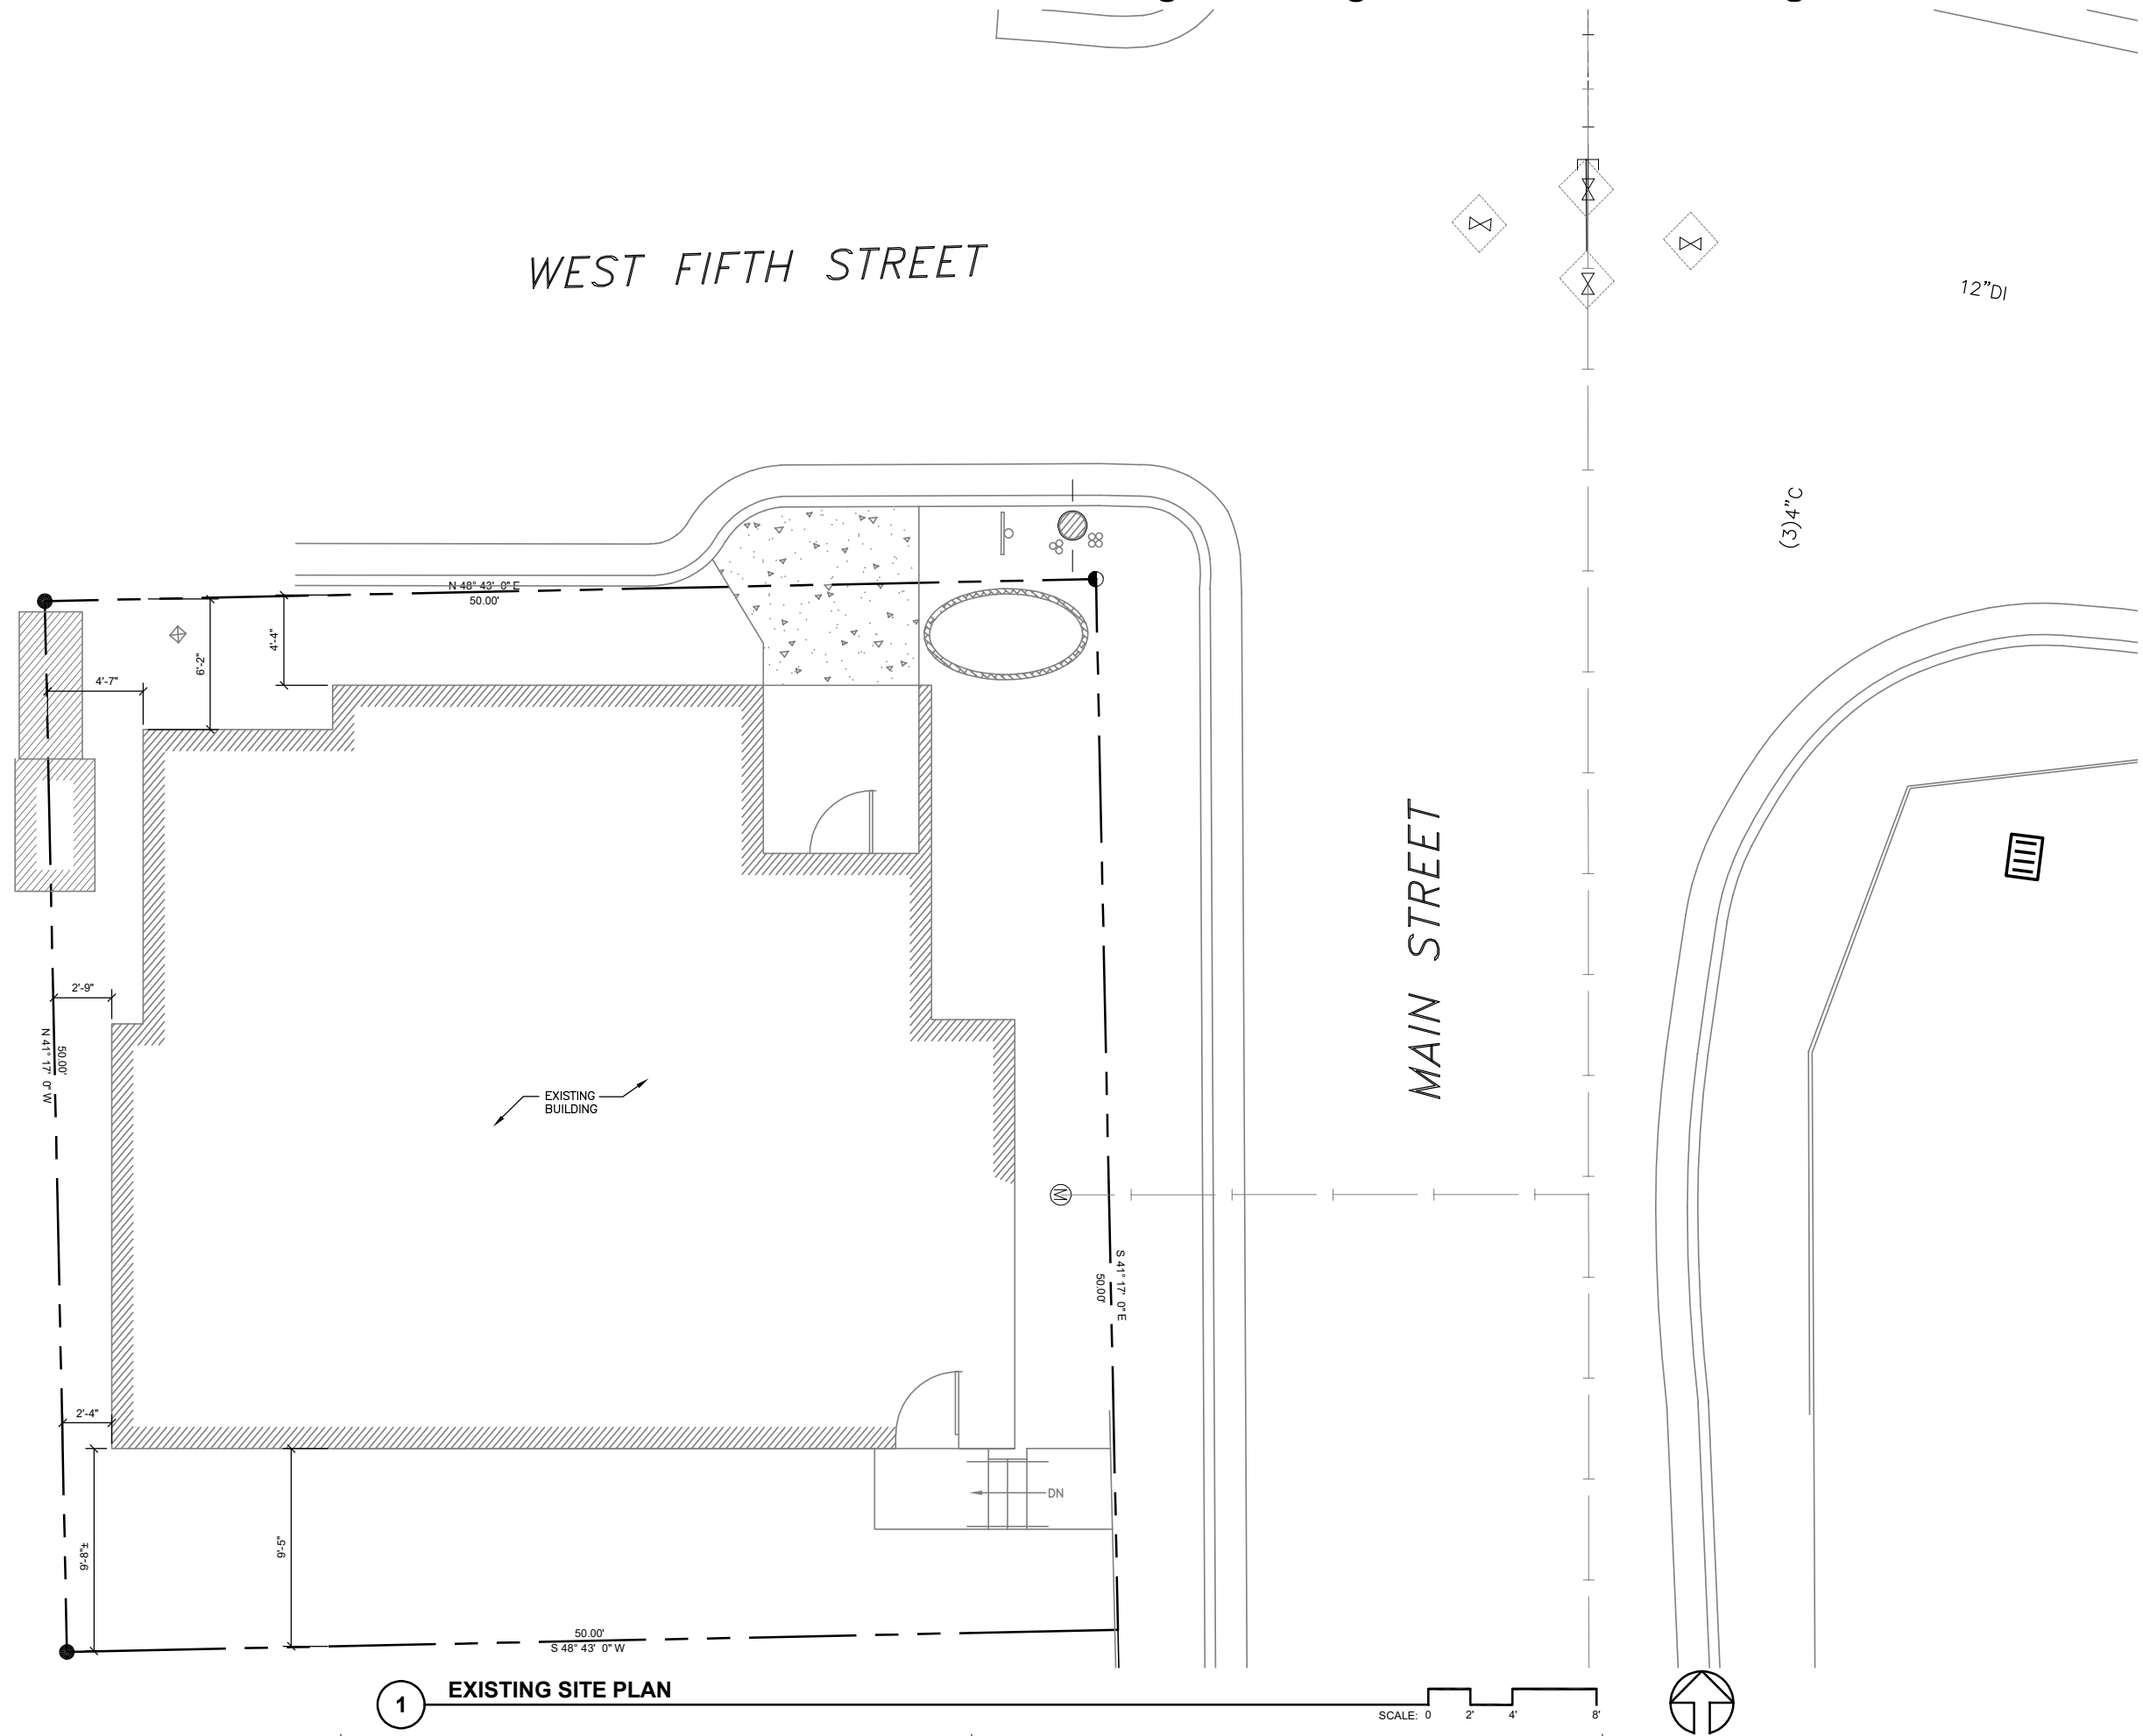 WEST FIFTH STREET
12"DI
(3)4"C
N 48° 43' 0" E
50.00'
4'-4"
6'-2"
4'-7"
MAIN STREET
2'-9"
50.00'
N 41° 17' 0" W
EXISTING
BUILDING
M
S 41° 17' 0" E
50.00'
2'-4"
DN
9'-8"±
9'-5"
50.00'
S 48° 43' 0" W
1
EXISTING SITE PLAN
SCALE: 0 2' 4' 8'